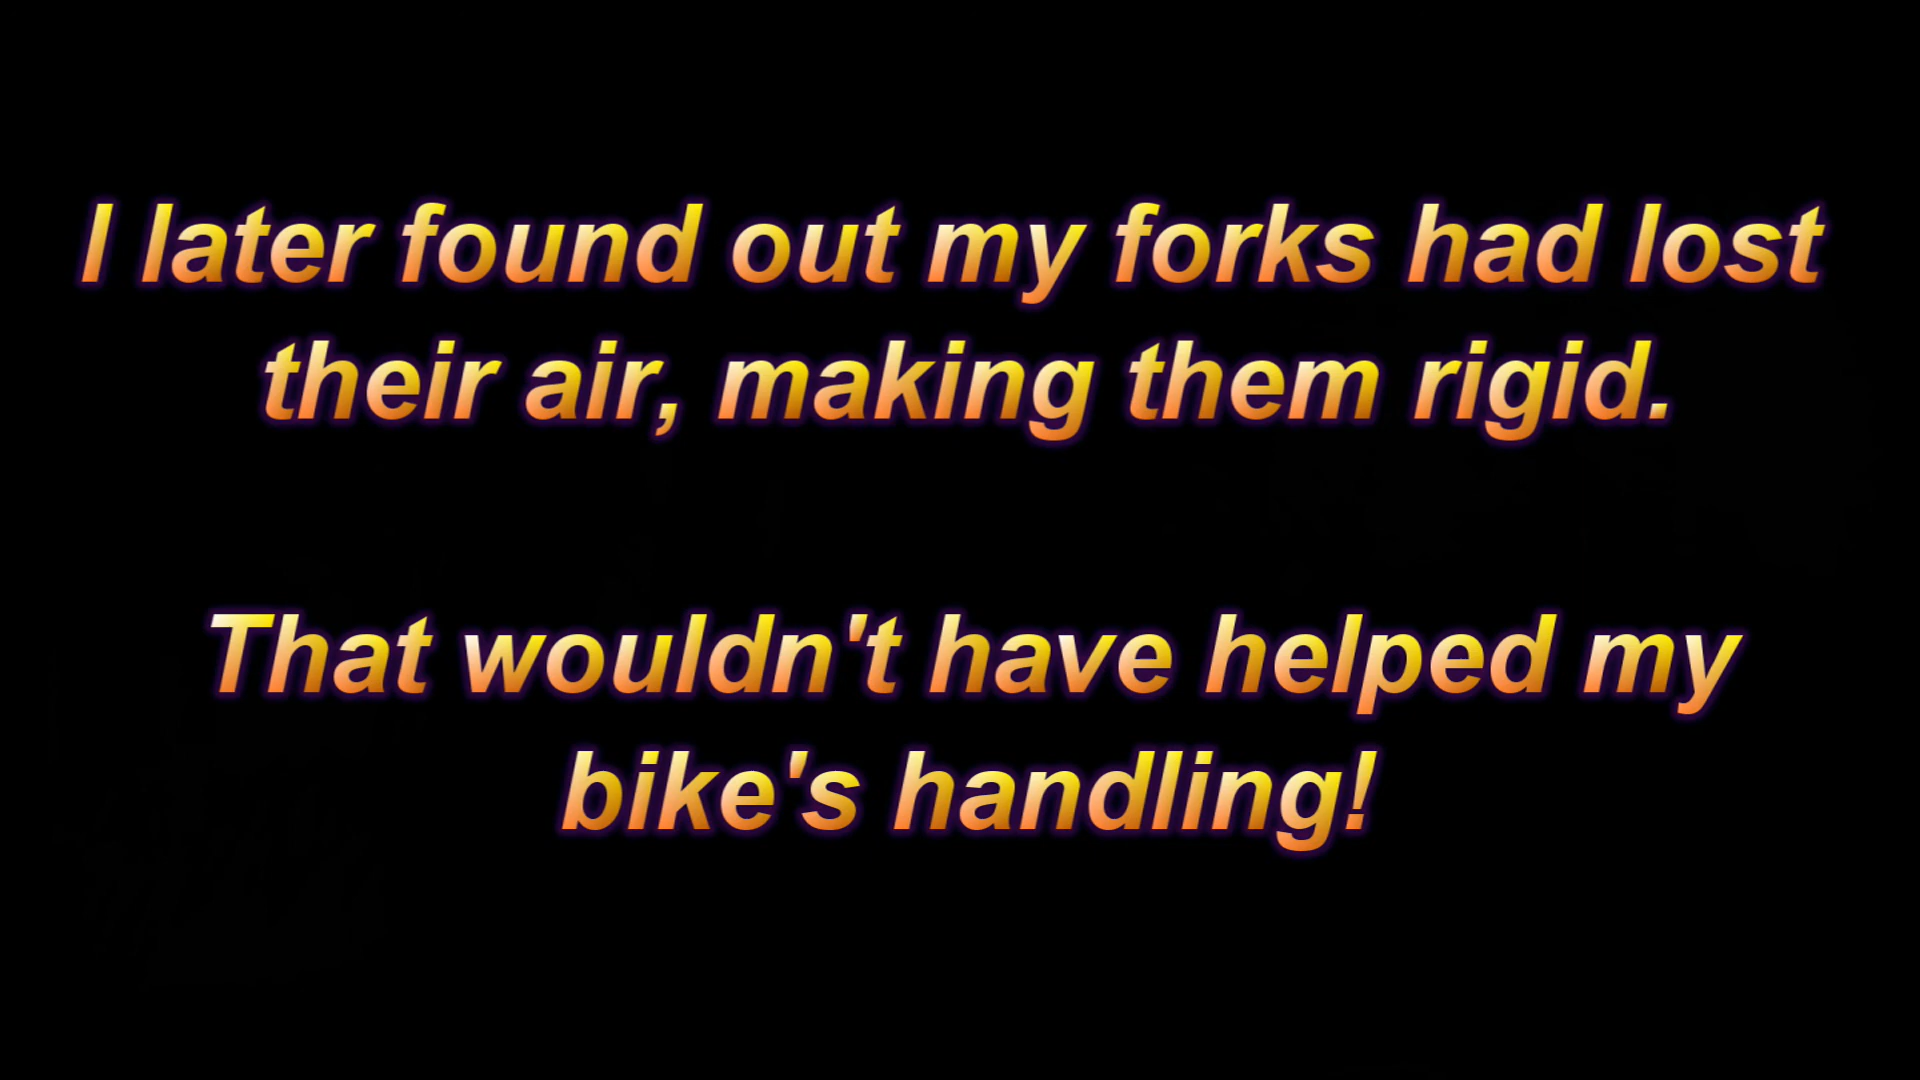 I later found out my forks had lost
their air, making them rigid.
That wouldn't have helped my
bike's handling!